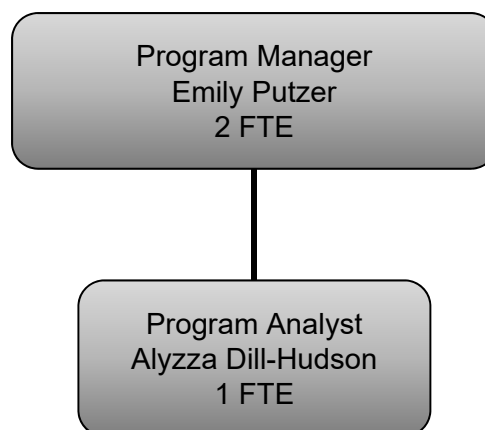 Program Manager
Emily Putzer
2 FTE
Program Analyst
Alyzza Dill-Hudson
1 FTE